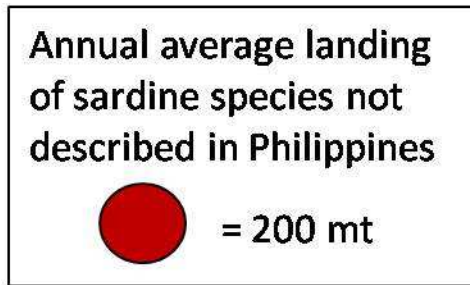 Annual average landing
of sardine species not
described in Philippines
= 200 mt